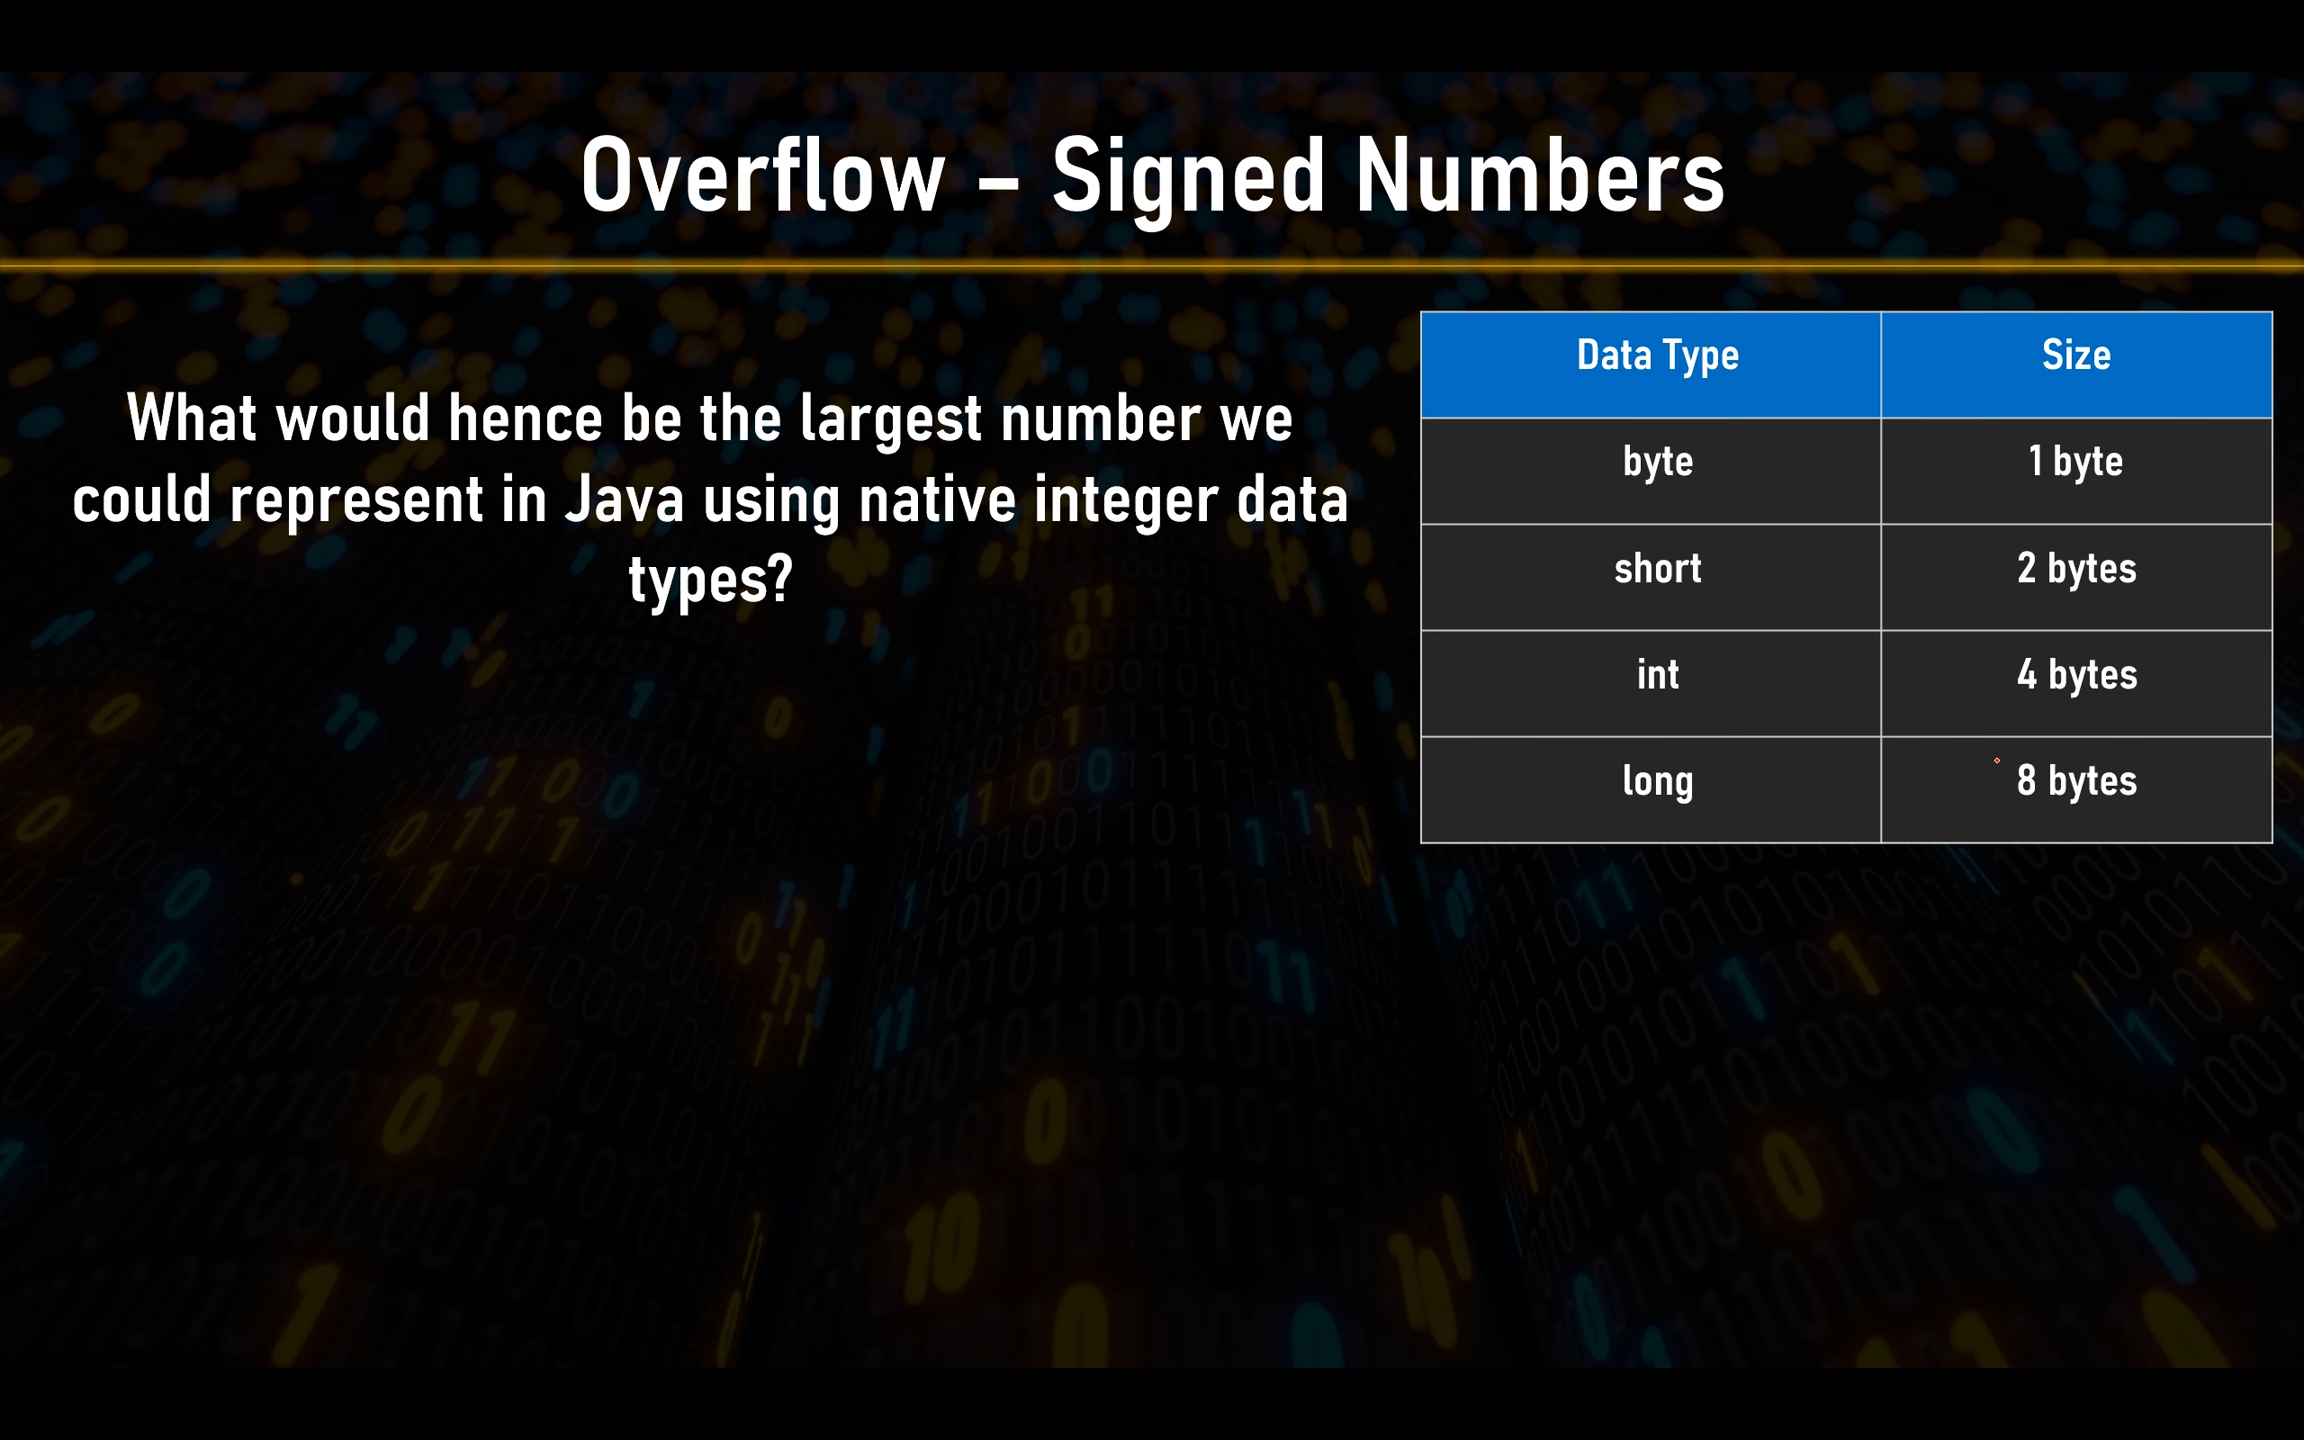 Overflow – Signed Numbers
What would hence be the largest number we
could represent in Java using native integer data
types?
Data Type Size
byte 1 byte
short 2 bytes
int 4 bytes
long 8 bytes